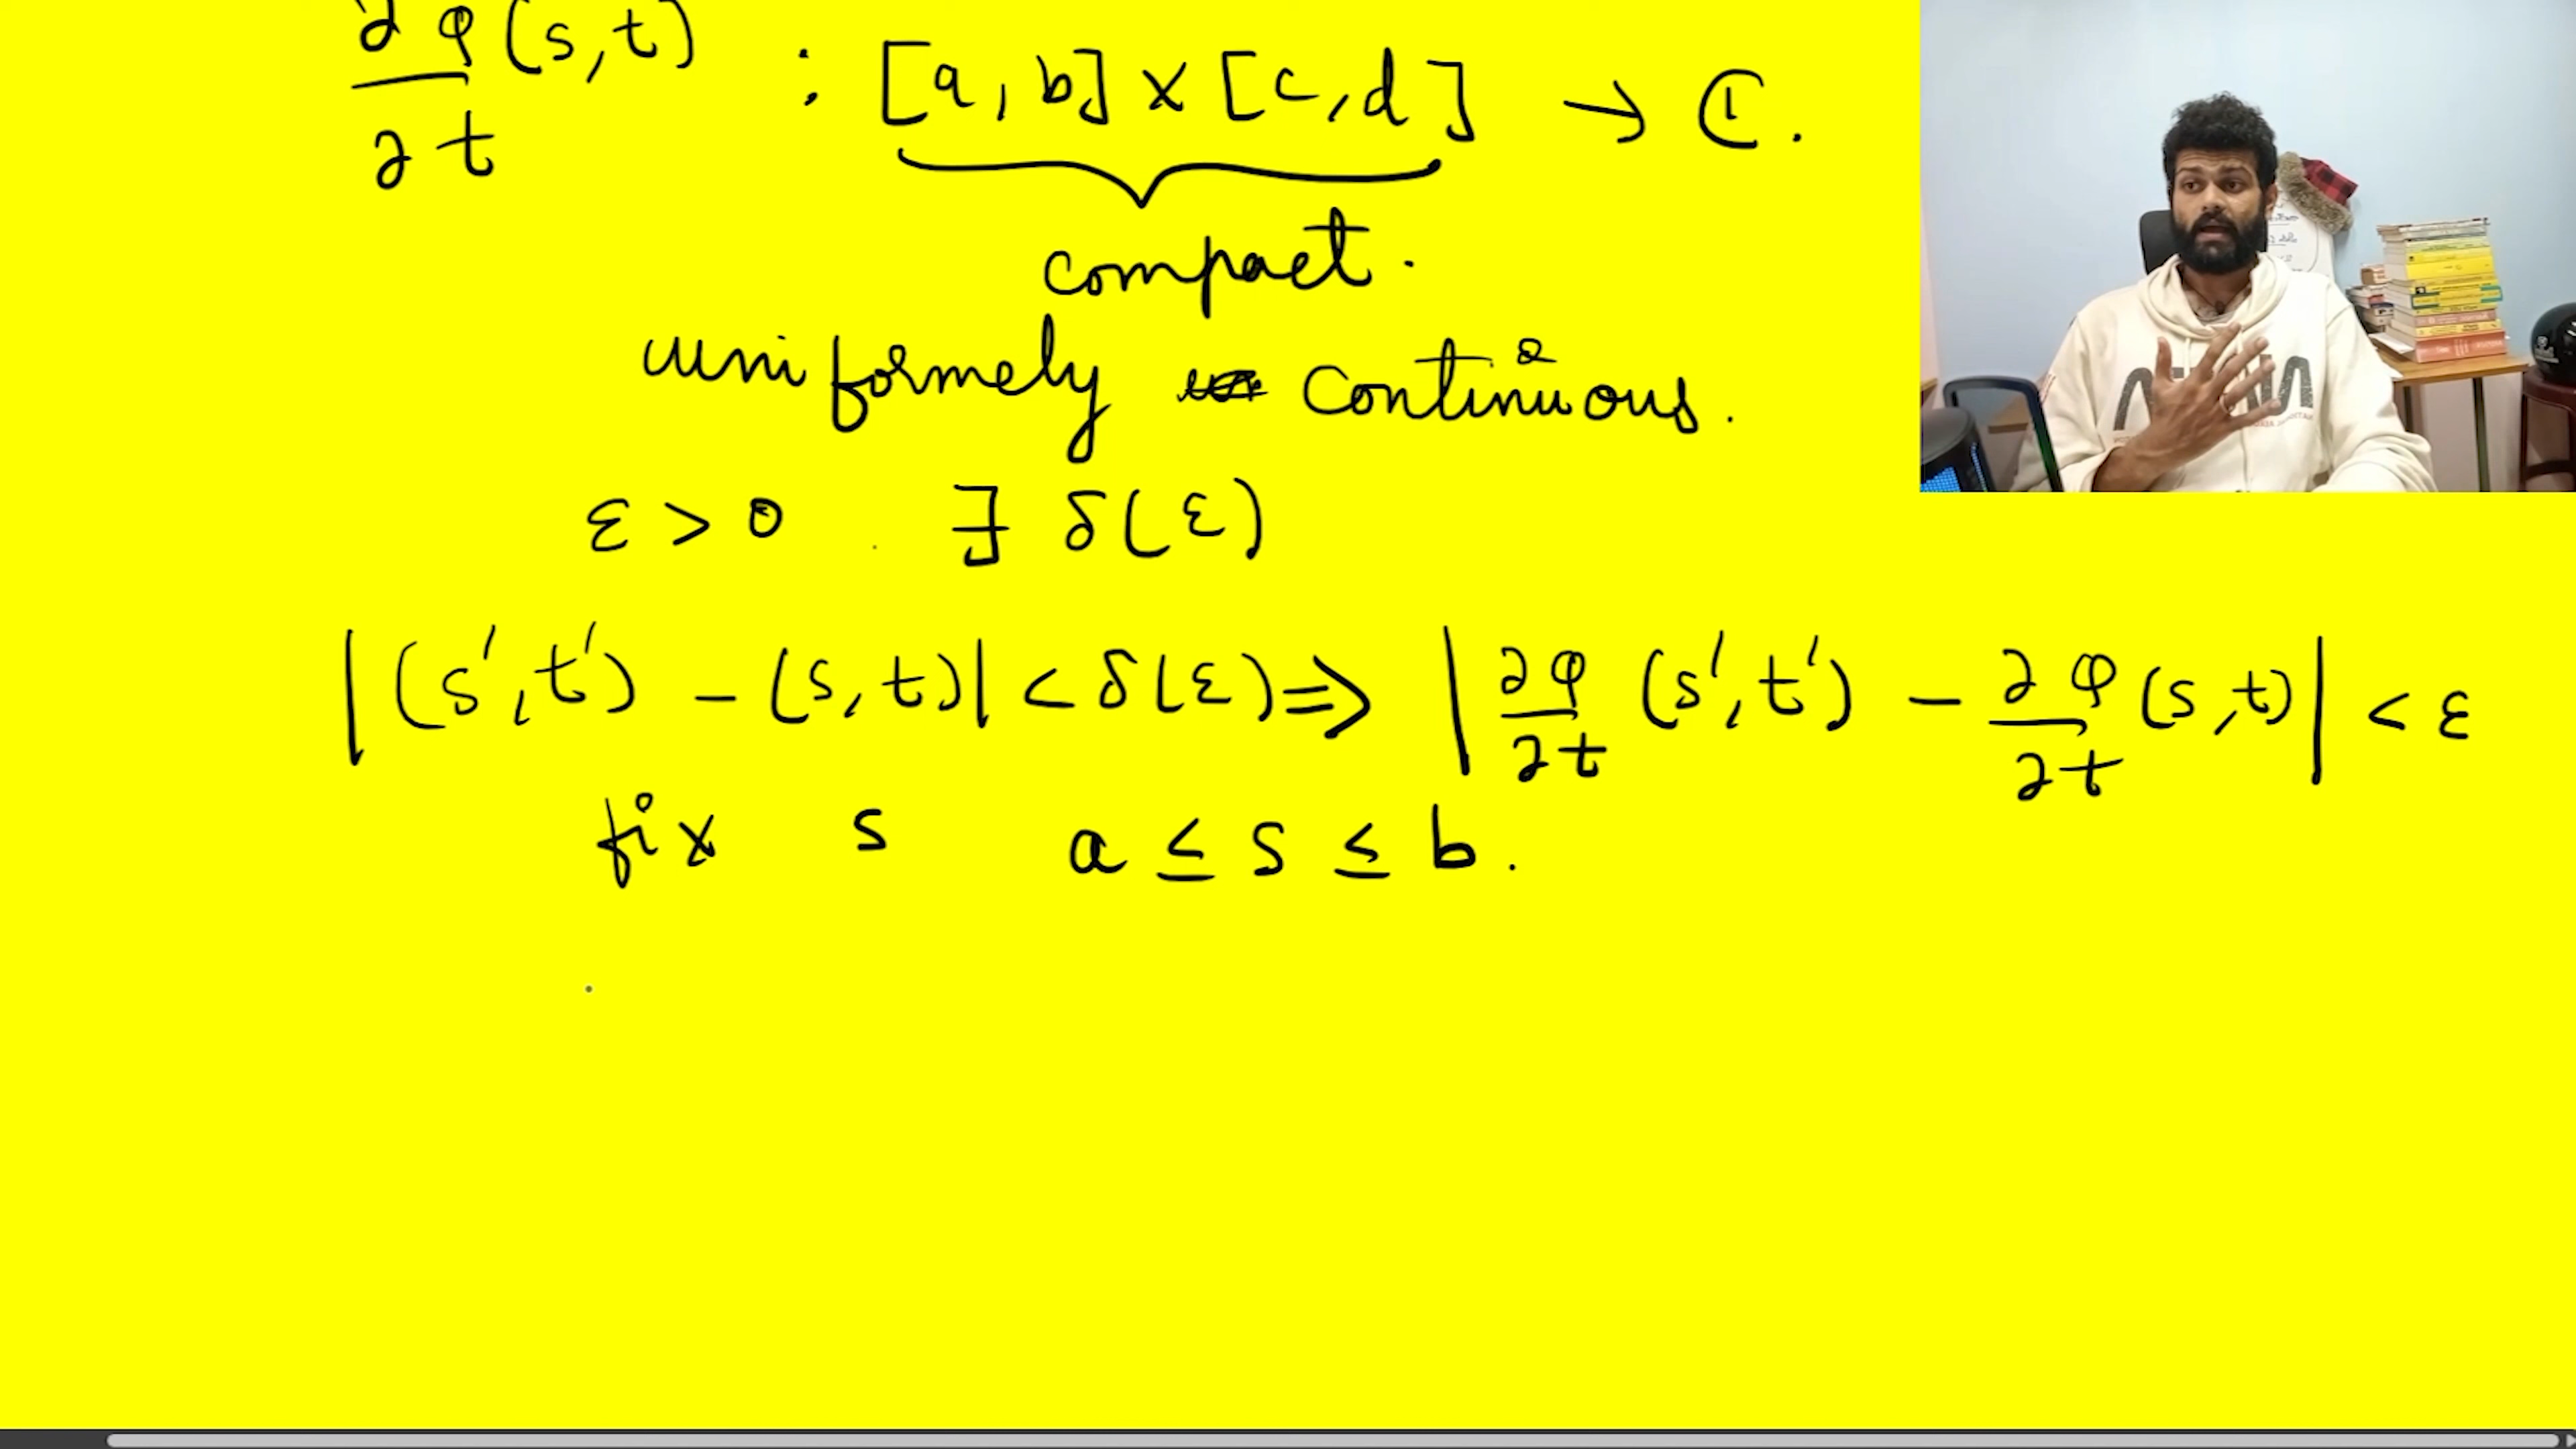 ∂φ/∂t (s,t) : [a, b] × [c, d] → ℂ.
compact.
uniformely continuous.
ε > 0 . ∃ δ(ε)
|(s′,t′) – (s,t)| < δ(ε) ⇒ | ∂φ/∂t (s′,t′) – ∂φ/∂t (s,t)| < ε
fix s a ≤ s ≤ b.